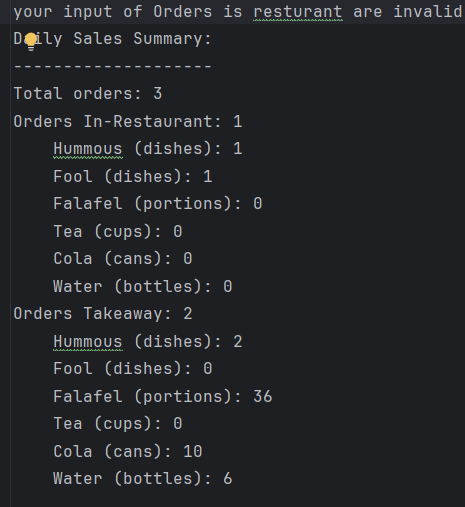 your input of Orders is resturant are invalid
Daily Sales Summary:
--------------------
Total orders: 3
Orders In-Restaurant: 1
Hummous (dishes): 1
Fool (dishes): 1
Falafel (portions): 0
Tea (cups): 0
Cola (cans): 0
Water (bottles): 0
Orders Takeaway: 2
Hummous (dishes): 2
Fool (dishes): 0
Falafel (portions): 36
Tea (cups): 0
Cola (cans): 10
Water (bottles): 6